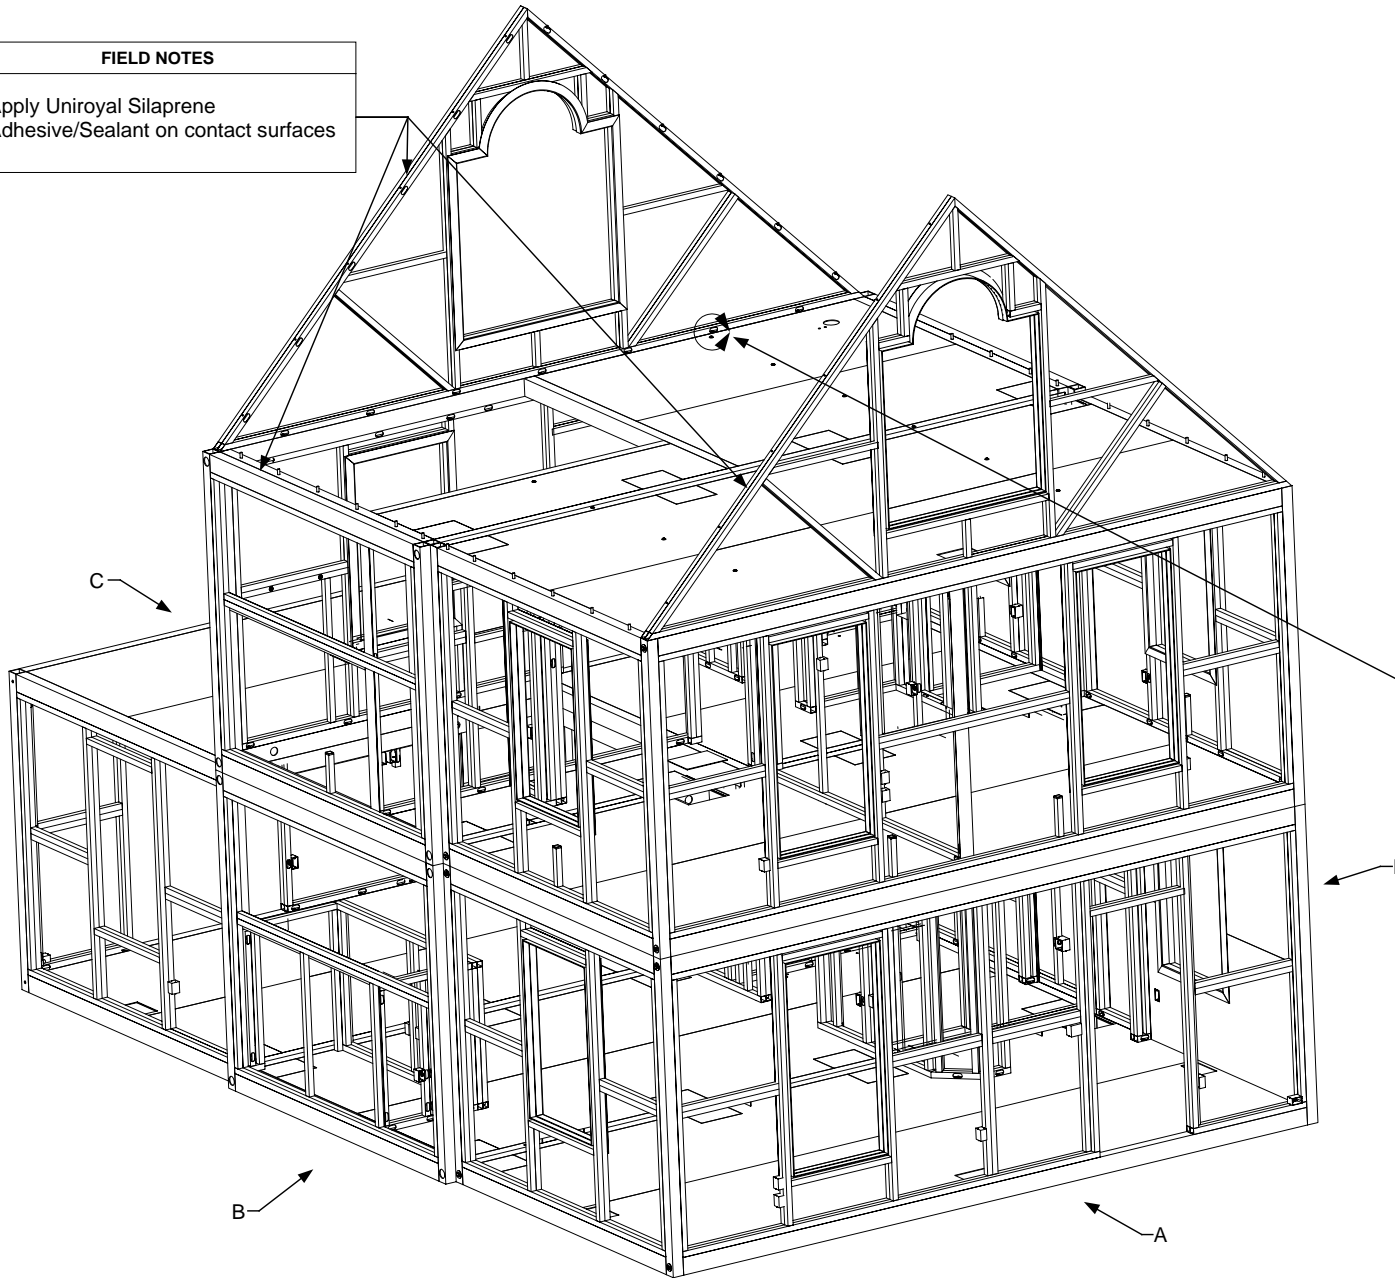 FIELD NOTES
pply Uniroyal Silaprene
dhesive/Sealant on contact surfaces
C
B
A